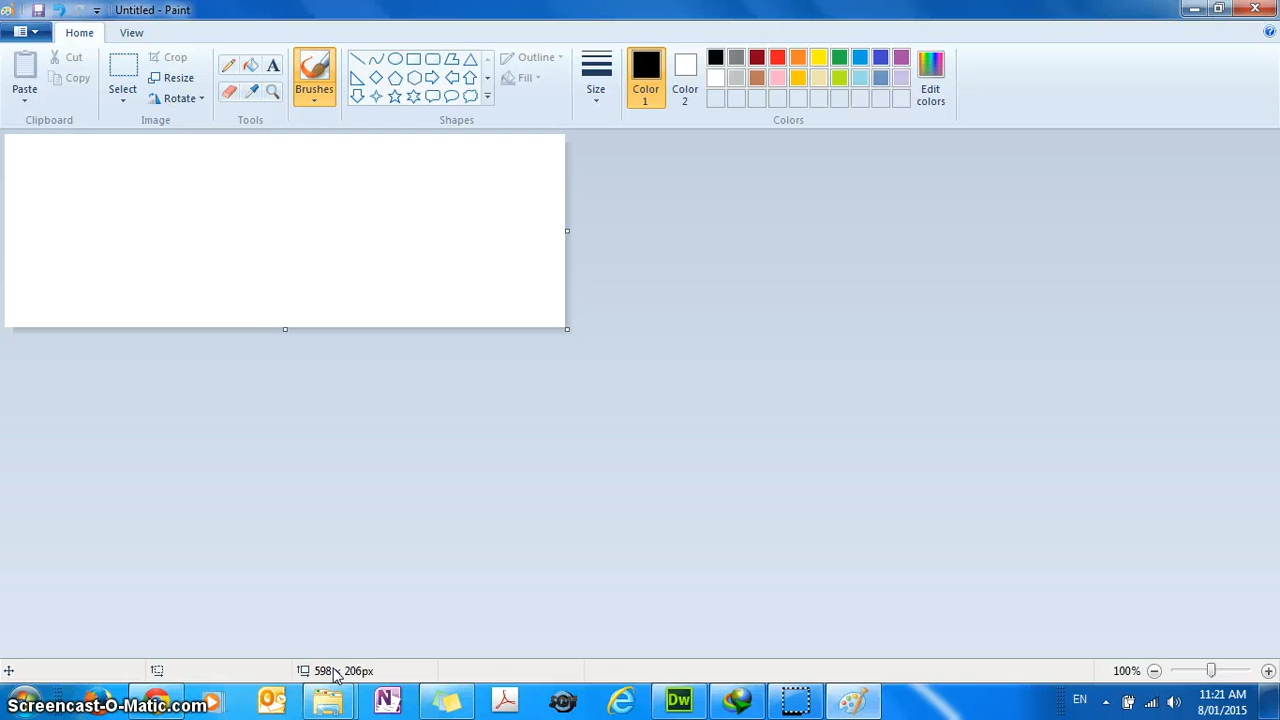 Untitled - Paint
Home View
Paste
Cut
Copy
Clipboard
Select
Crop
Resize
Rotate
Image
A
Tools
Brushes
Shapes
Outline
Fill
Size
Color 1
Color 2
Edit colors
Colors
598 x 206px
100%
Screencast-O-Matic.com
Dw
EN
11:21 AM
8/01/2015